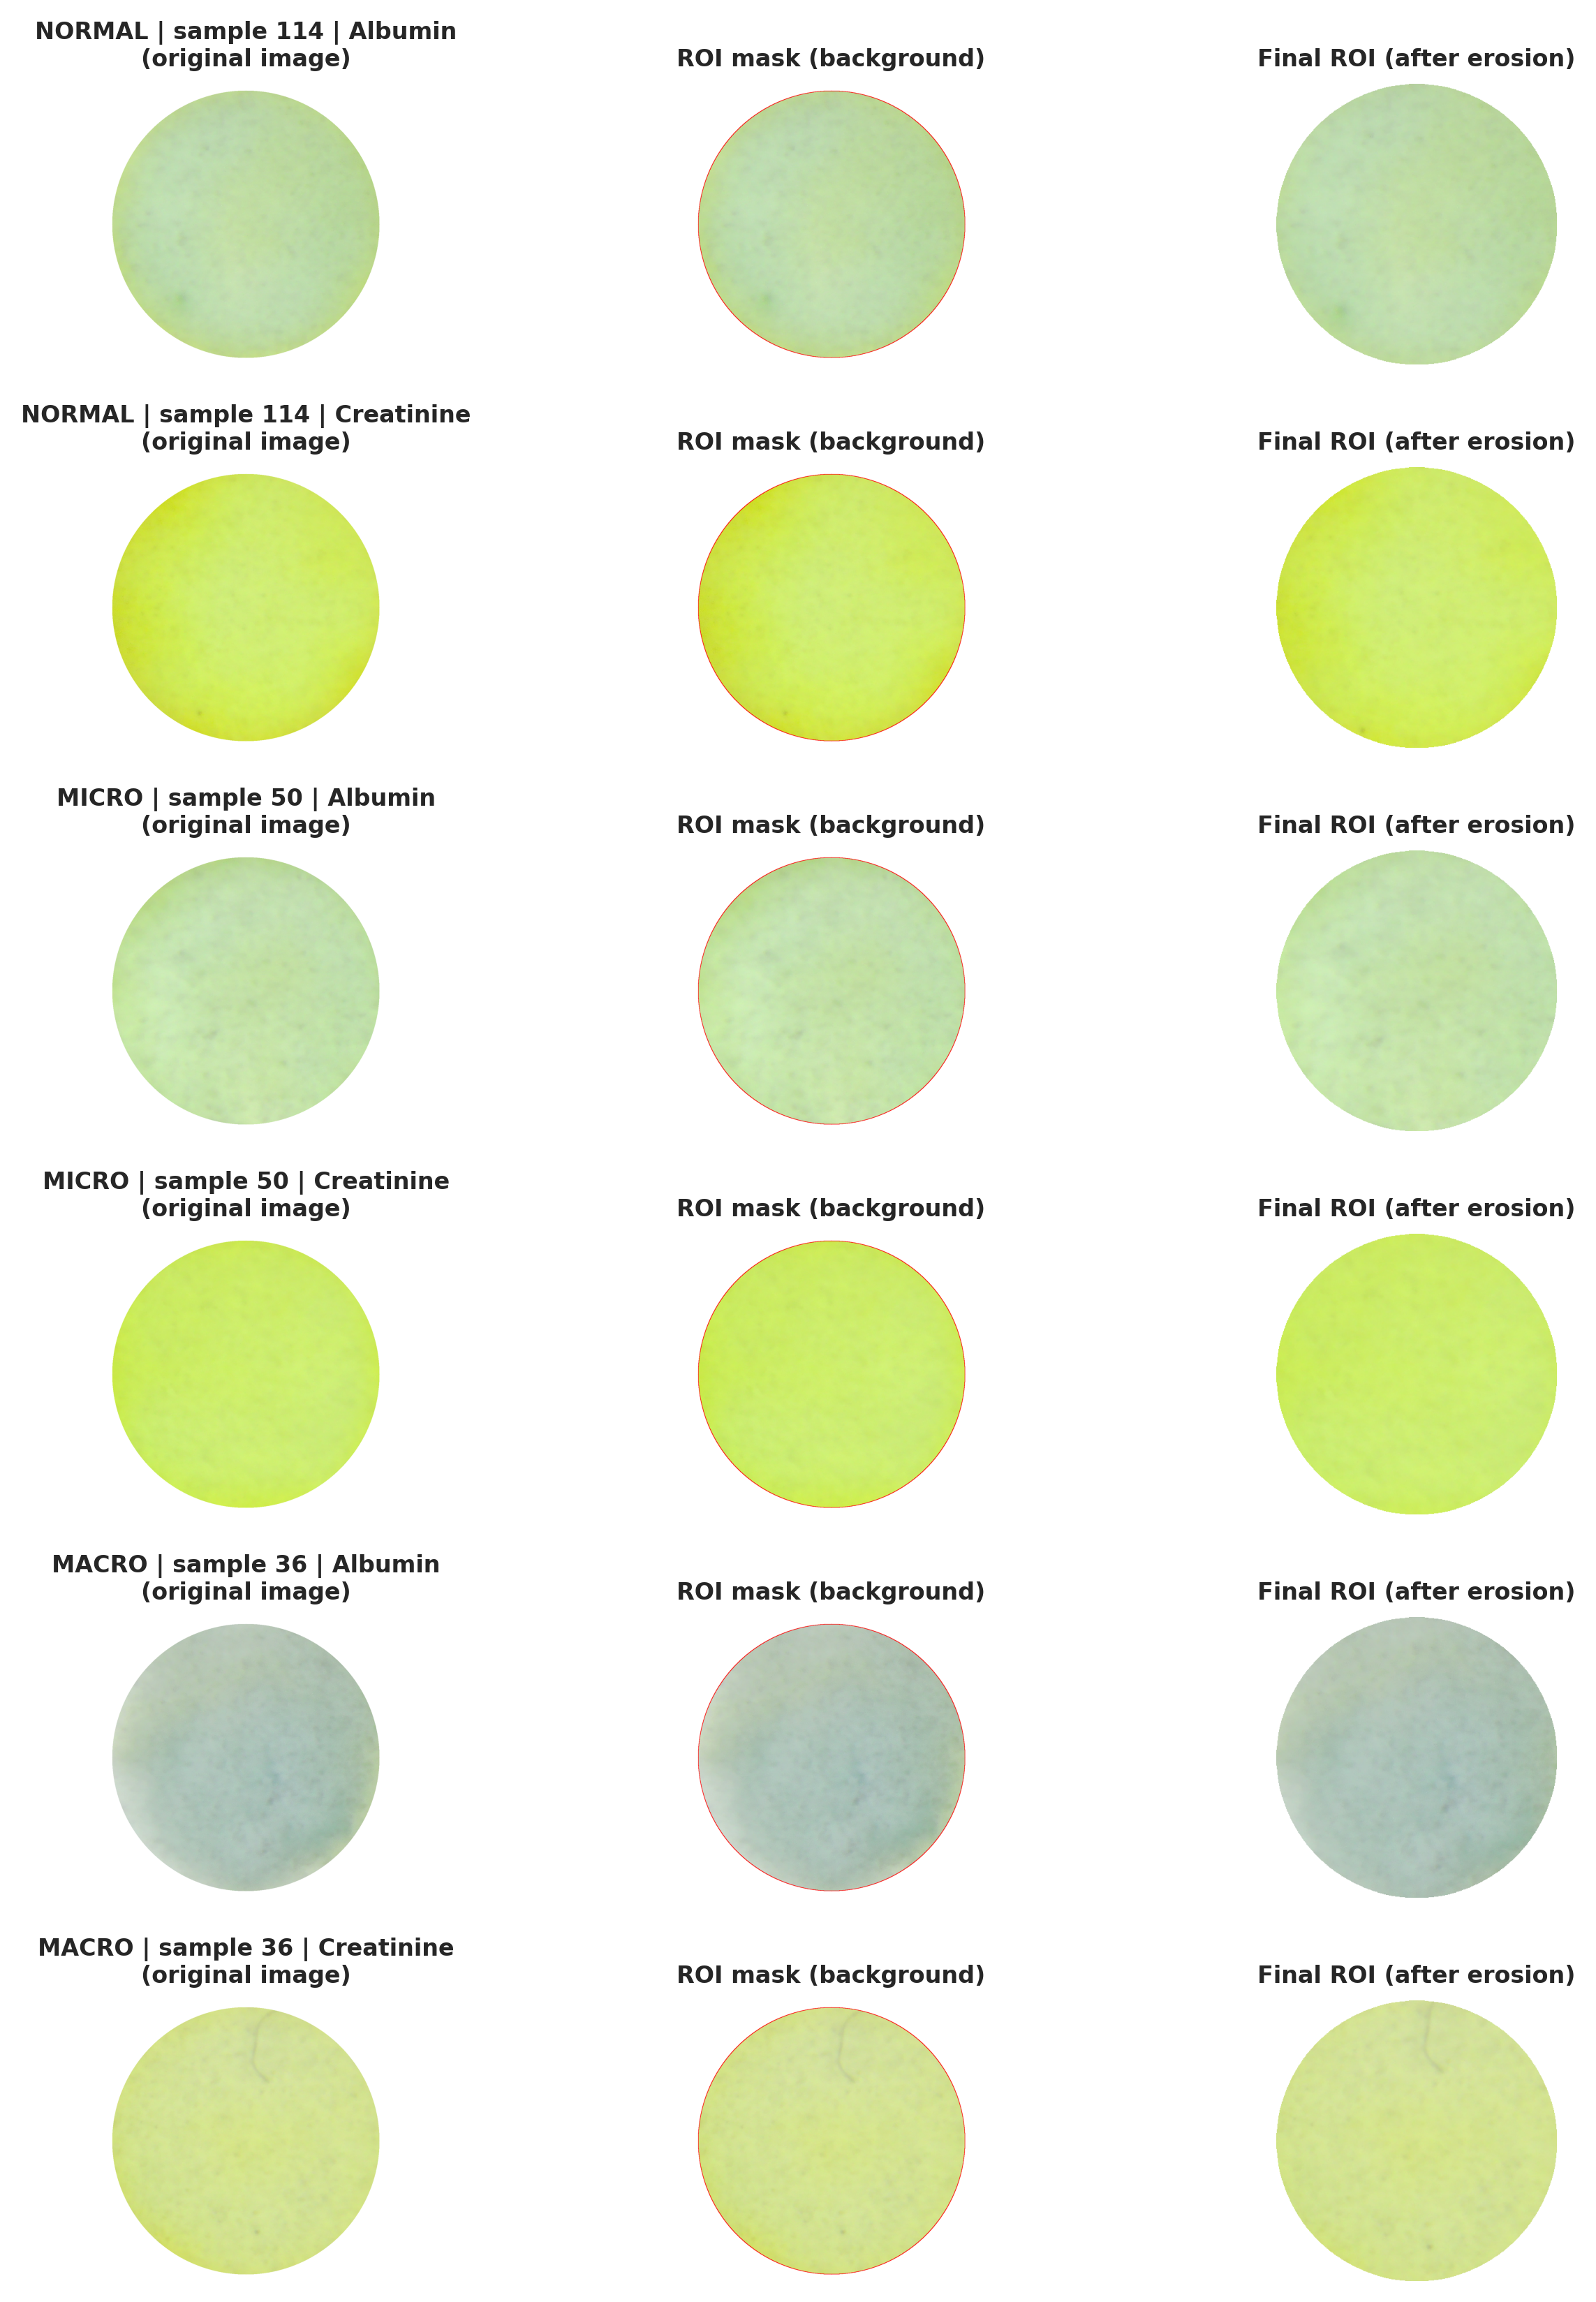 NORMAL | sample 114 | Albumin
(original image)
ROI mask (background)
Final ROI (after erosion)
NORMAL | sample 114 | Creatinine
(original image)
ROI mask (background)
Final ROI (after erosion)
MICRO | sample 50 | Albumin
(original image)
ROI mask (background)
Final ROI (after erosion)
MICRO | sample 50 | Creatinine
(original image)
ROI mask (background)
Final ROI (after erosion)
MACRO | sample 36 | Albumin
(original image)
ROI mask (background)
Final ROI (after erosion)
MACRO | sample 36 | Creatinine
(original image)
ROI mask (background)
Final ROI (after erosion)